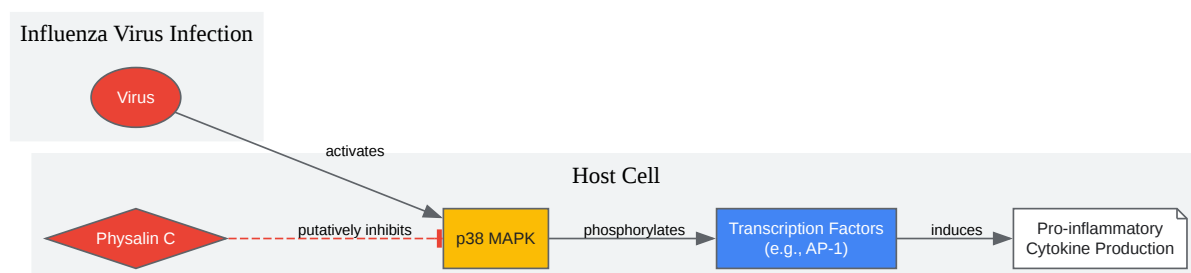 Influenza Virus Infection
Virus
activates
Host Cell
Physalin C
putatively inhibits
p38 MAPK
phosphorylates
Transcription Factors
(e.g., AP-1)
induces
Pro-inflammatory
Cytokine Production